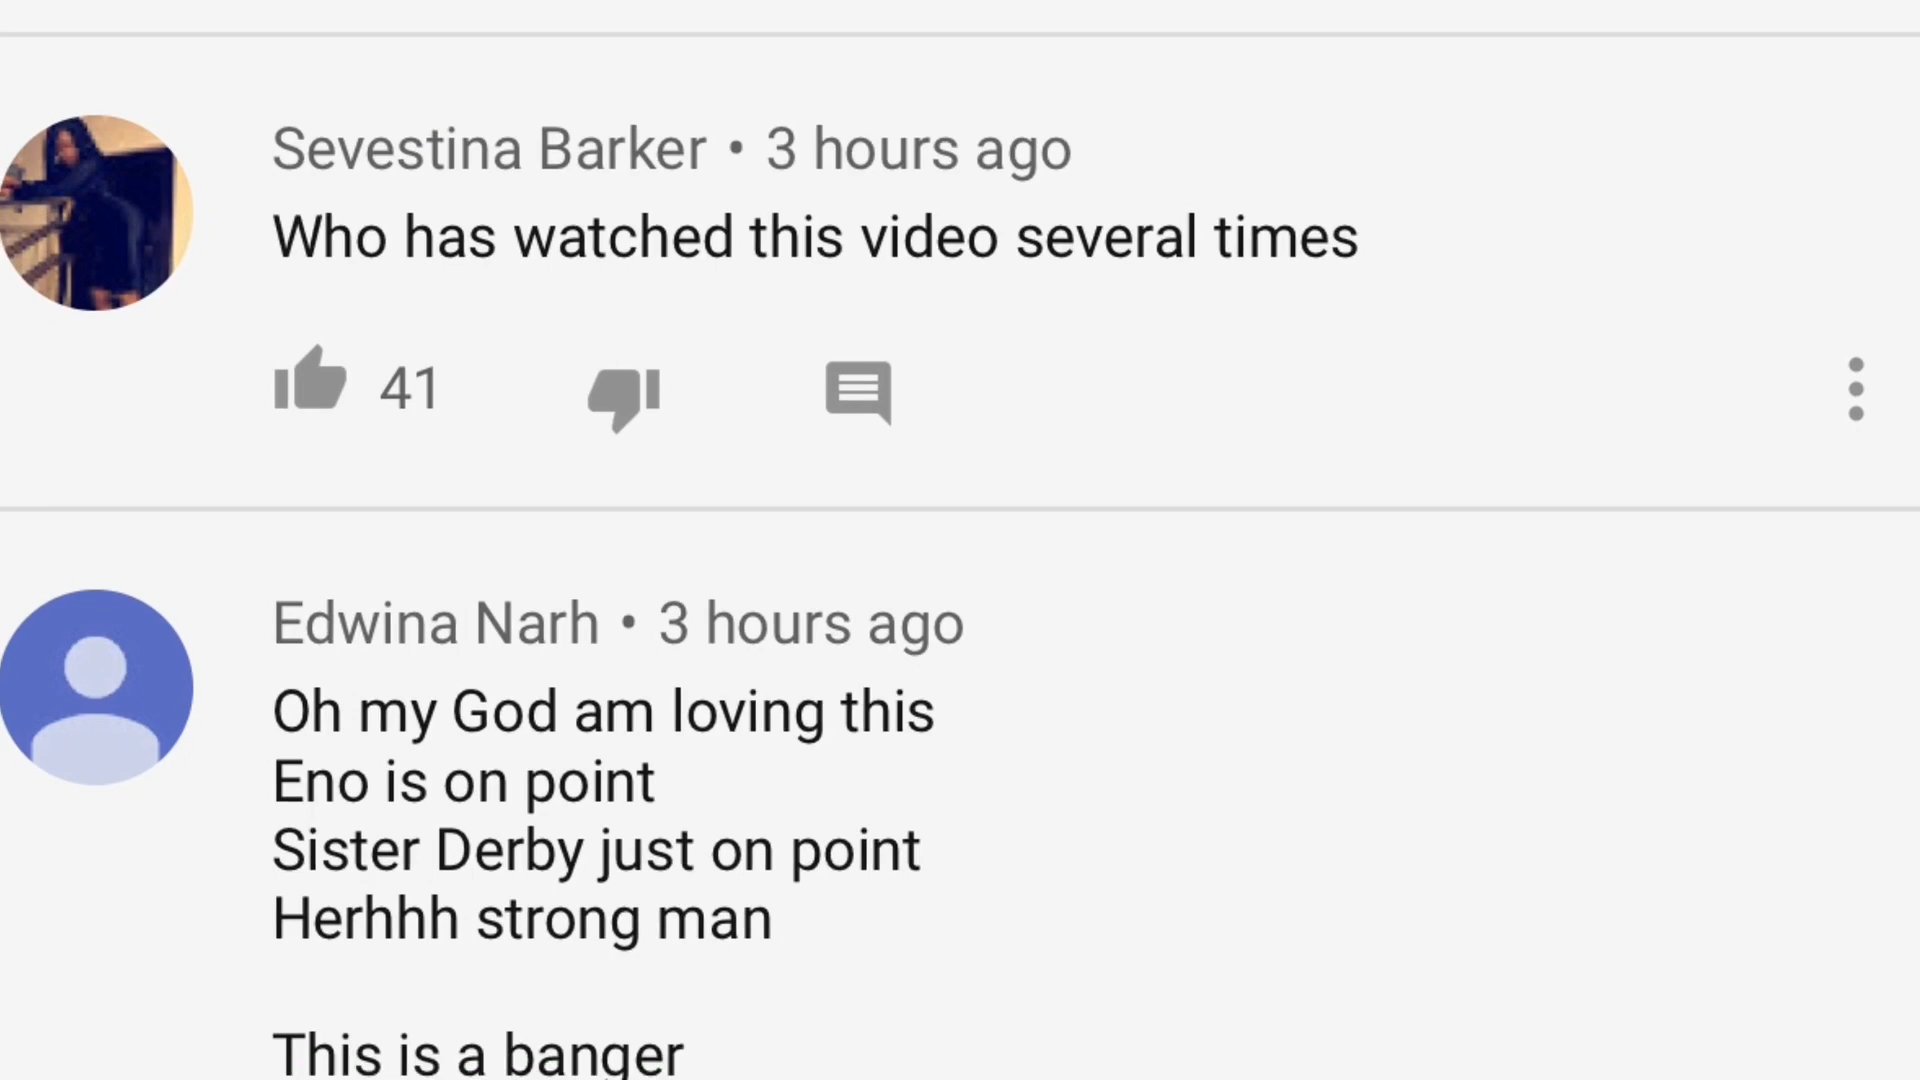 Sevestina Barker • 3 hours ago
Who has watched this video several times
41
Edwina Narh • 3 hours ago
Oh my God am loving this
Eno is on point
Sister Derby just on point
Herhhh strong man
This is a banger